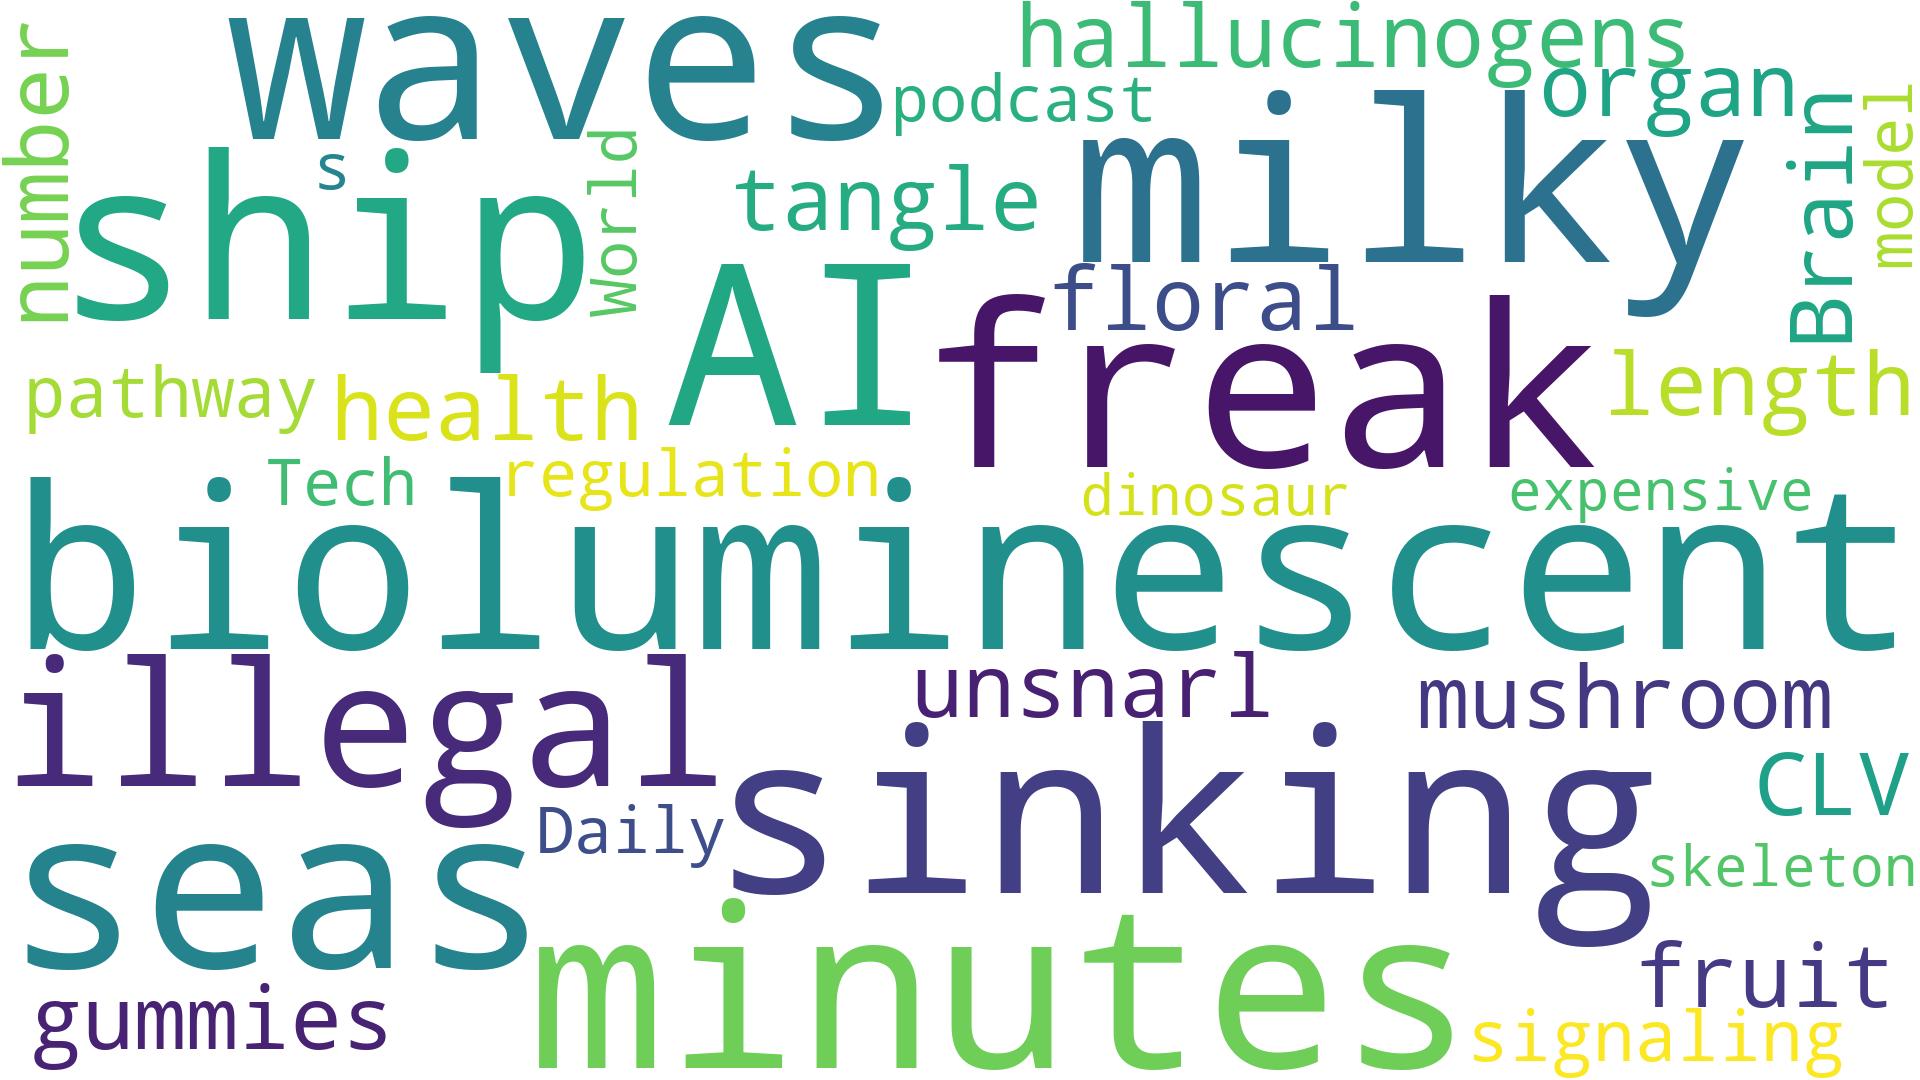 waves
hallucinogens
podcast
organ
number
s
ship
World
tangle
milky
Brain
model
AI
floral
freak
pathway
health
length
Tech
regulation
dinosaur
expensive
bioluminescent
illegal
unsnarl
mushroom
sinking
CLV
Daily
seas
skeleton
minutes
fruit
gummies
signaling